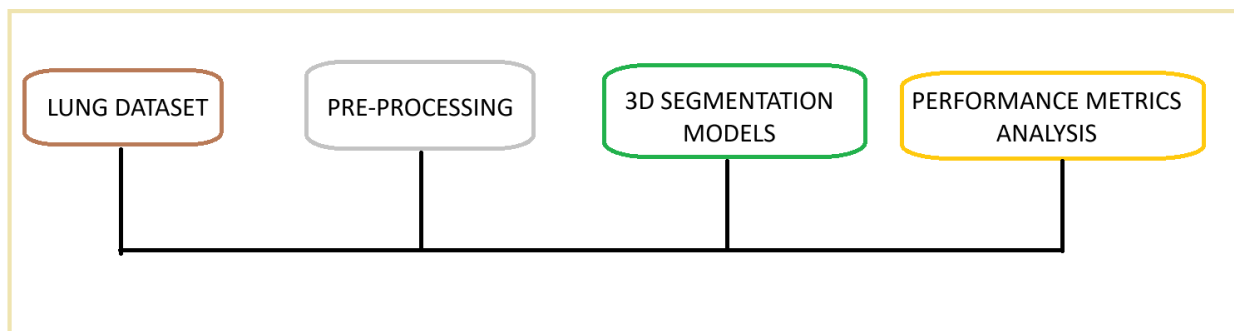 LUNG DATASET
PRE-PROCESSING
3D SEGMENTATION
MODELS
PERFORMANCE METRICS
ANALYSIS